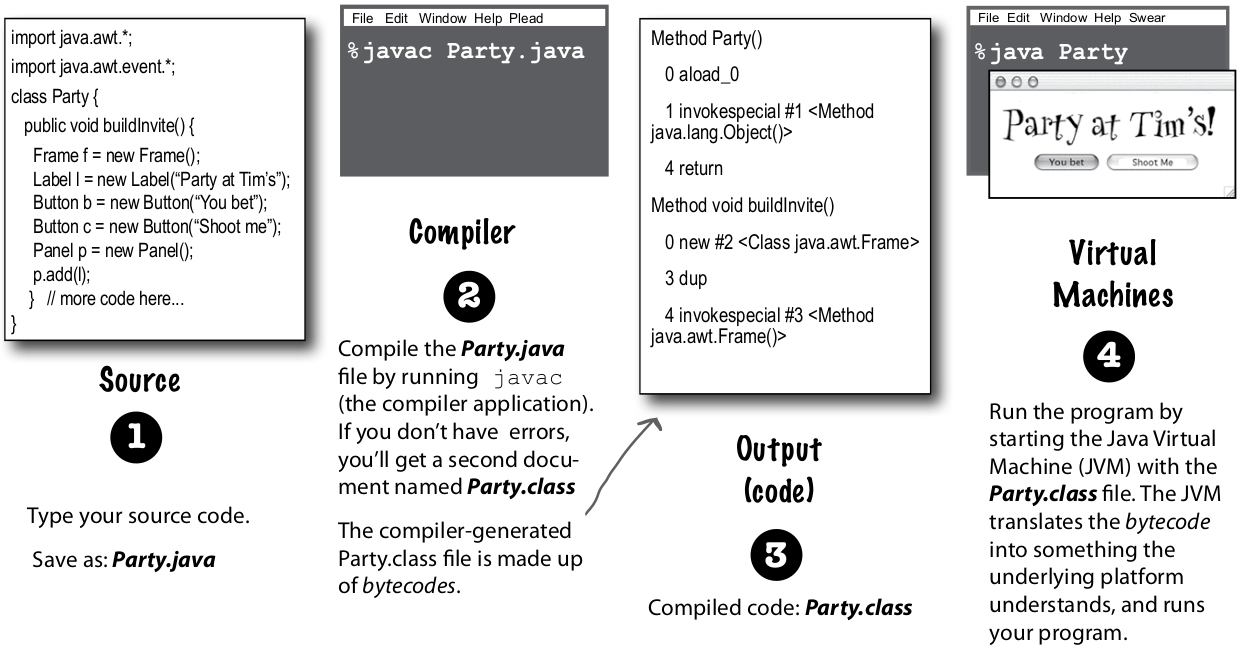 import java.awt.*;
import java.awt.event.*;
class Party {
public void buildInvite() {
Frame f = new Frame();
Label l = new Label(“Party at Tim’s”);
Button b = new Button(“You bet”);
Button c = new Button(“Shoot me”);
Panel p = new Panel();
p.add(l);
} // more code here...
}
Source
1
Type your source code.
Save as: Party.java
File Edit Window Help Plead
%javac Party.java
Compiler
2
Compile the Party.java
file by running javac
(the compiler application).
If you don’t have errors,
you’ll get a second docu-
ment named Party.class
The compiler-generated
Party.class file is made up
of bytecodes.
Method Party()
0 aload_0
1 invokespecial #1 <Method
java.lang.Object()>
4 return
Method void buildInvite()
0 new #2 <Class java.awt.Frame>
3 dup
4 invokespecial #3 <Method
java.awt.Frame()>
Output
(code)
3
Compiled code: Party.class
File Edit Window Help Swear
%java Party
Party at Tim’s!
You bet Shoot Me
Virtual
Machines
4
Run the program by
starting the Java Virtual
Machine (JVM) with the
Party.class file. The JVM
translates the bytecode
into something the
underlying platform
understands, and runs
your program.